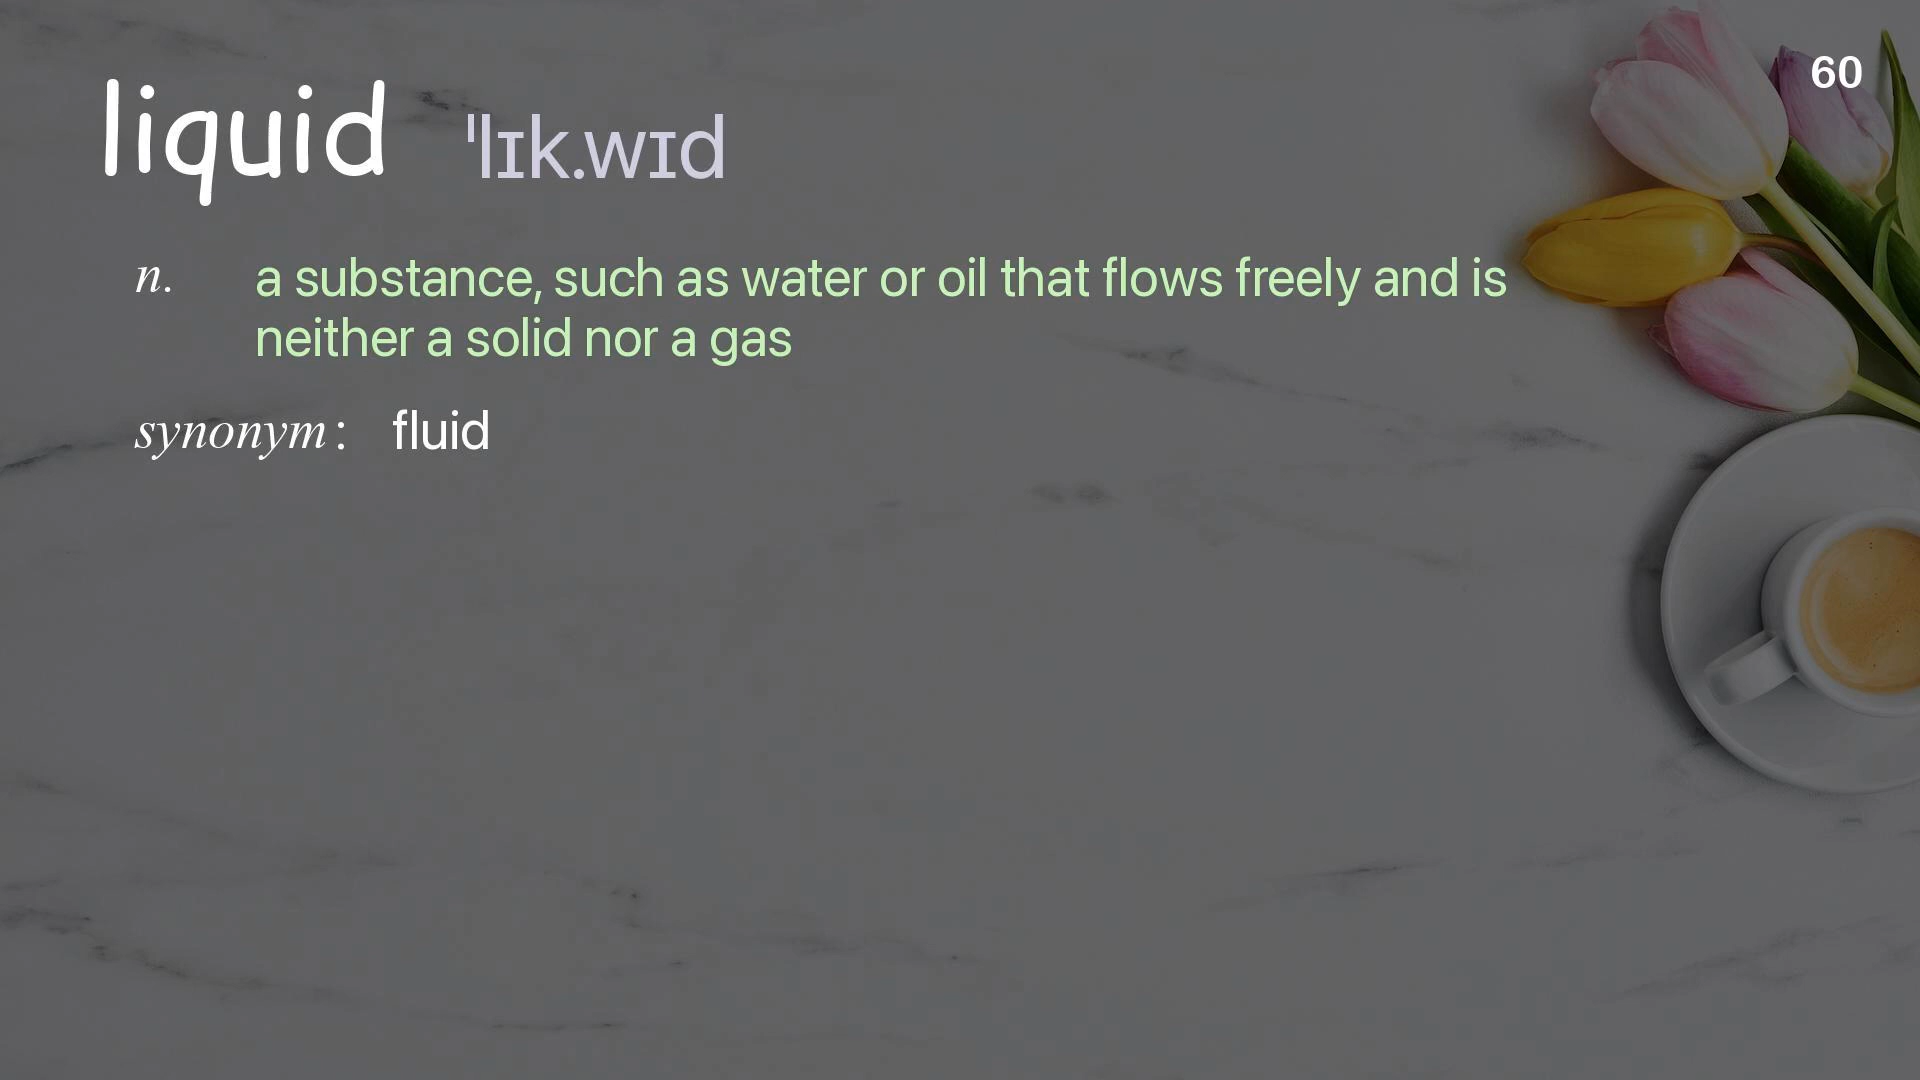 60
liquid ˈlɪk.wɪd
n. a substance, such as water or oil that flows freely and is
neither a solid nor a gas
synonym : fluid